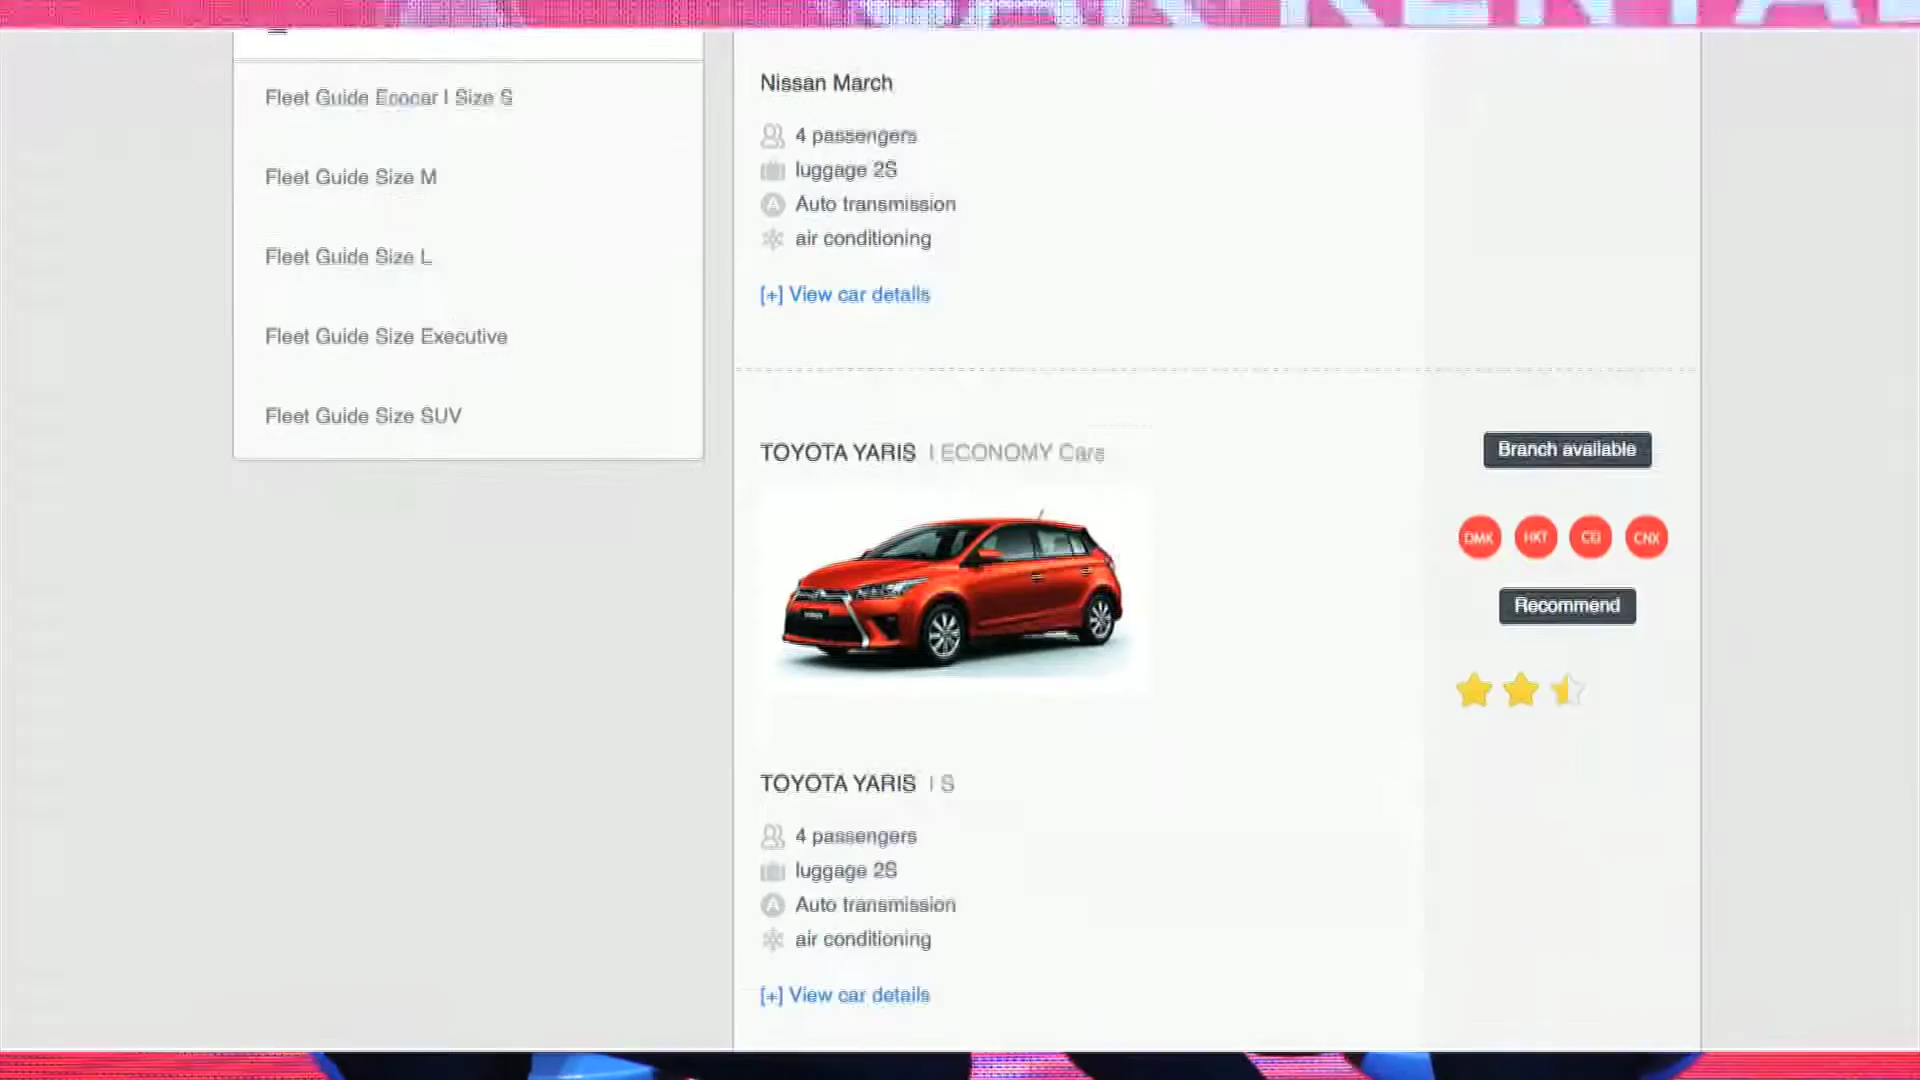 CAR RENTAL
Fleet Guide Ecocar I Size S
Fleet Guide Size M
Fleet Guide Size L
Fleet Guide Size Executive
Fleet Guide Size SUV
Nissan March
4 passengers
luggage 2S
A Auto transmission
air conditioning
[+] View car details
TOYOTA YARIS | ECONOMY Cars
Branch available
DMK HKT CEI CNX
Recommend
TOYOTA YARIS | S
4 passengers
luggage 2S
A Auto transmission
air conditioning
[+] View car details